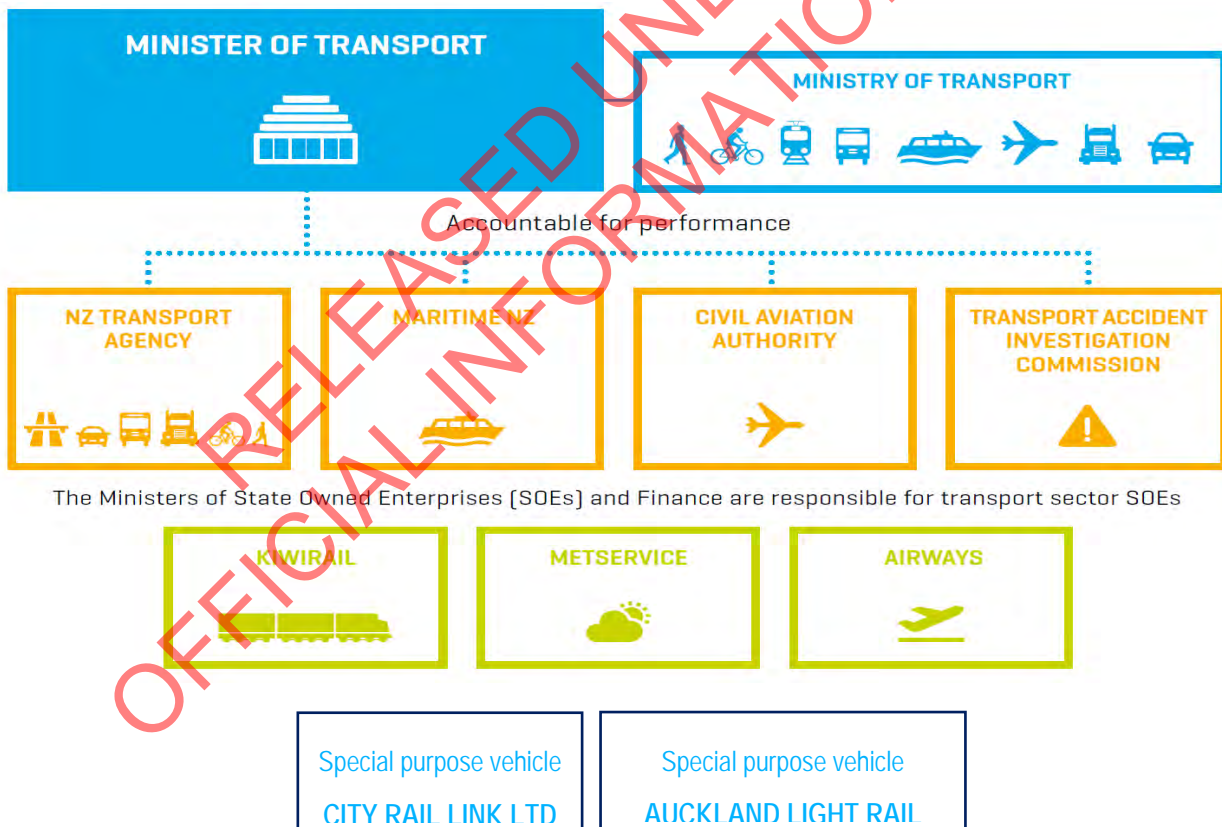 MINISTER OF TRANSPORT
MINISTRY OF TRANSPORT
Accountable for performance
NZ TRANSPORT
AGENCY
MARITIME NZ
CIVIL AVIATION
AUTHORITY
TRANSPORT ACCIDENT
INVESTIGATION
COMMISSION
The Ministers of State Owned Enterprises (SOEs) and Finance are responsible for transport sector SOEs
KIWIRAIL
METSERVICE
AIRWAYS
Special purpose vehicle
CITY RAIL LINK LTD
Special purpose vehicle
AUCKLAND LIGHT RAIL
RELEASED
OFFICIAL INFORMATIO